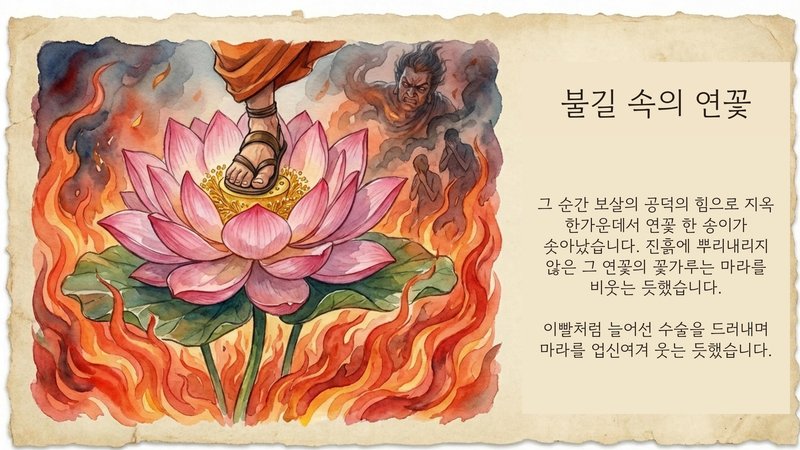 불길 속의 연꽃
그 순간 보살의 공덕의 힘으로 지옥
한가운데서 연꽃 한 송이가
솟아났습니다. 진흙에 뿌리내리지
않은 그 연꽃의 꽃가루는 마라를
비웃는 듯했습니다.
이빨처럼 늘어선 수술을 드러내며
마라를 업신여겨 웃는 듯했습니다.